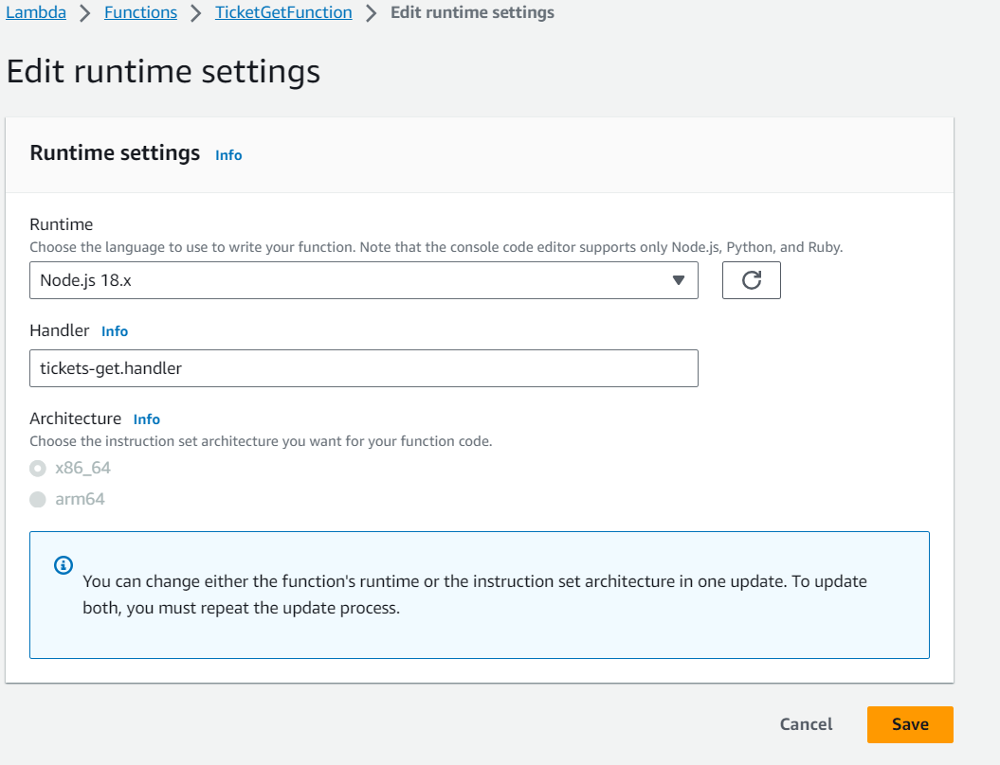 Lambda > Functions > TicketGetFunction > Edit runtime settings
Edit runtime settings
Runtime settings Info
Runtime
Choose the language to use to write your function. Note that the console code editor supports only Node.js, Python, and Ruby.
Node.js 18.x
Handler Info
tickets-get.handler
Architecture Info
Choose the instruction set architecture you want for your function code.
x86_64
arm64
You can change either the function's runtime or the instruction set architecture in one update. To update
both, you must repeat the update process.
Cancel Save